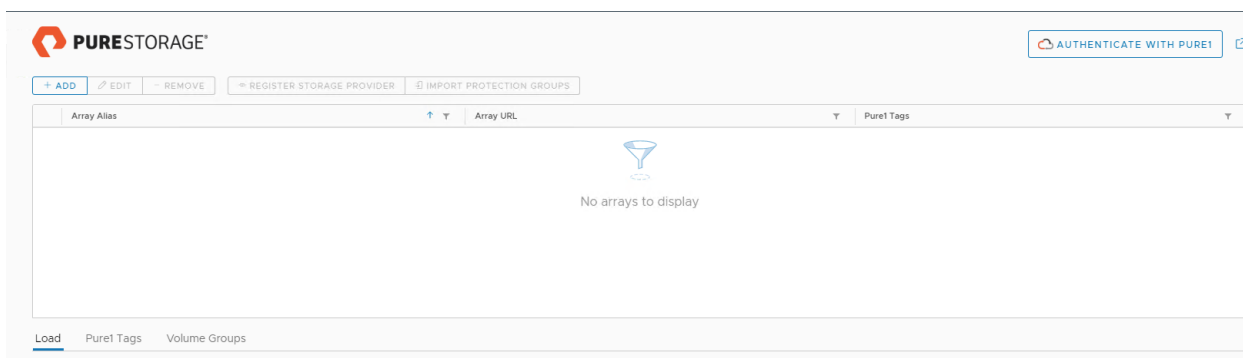 PURESTORAGE®
AUTHENTICATE WITH PURE1
+ ADD EDIT - REMOVE REGISTER STORAGE PROVIDER IMPORT PROTECTION GROUPS
Array Alias Array URL Pure1 Tags
No arrays to display
Load Pure1 Tags Volume Groups